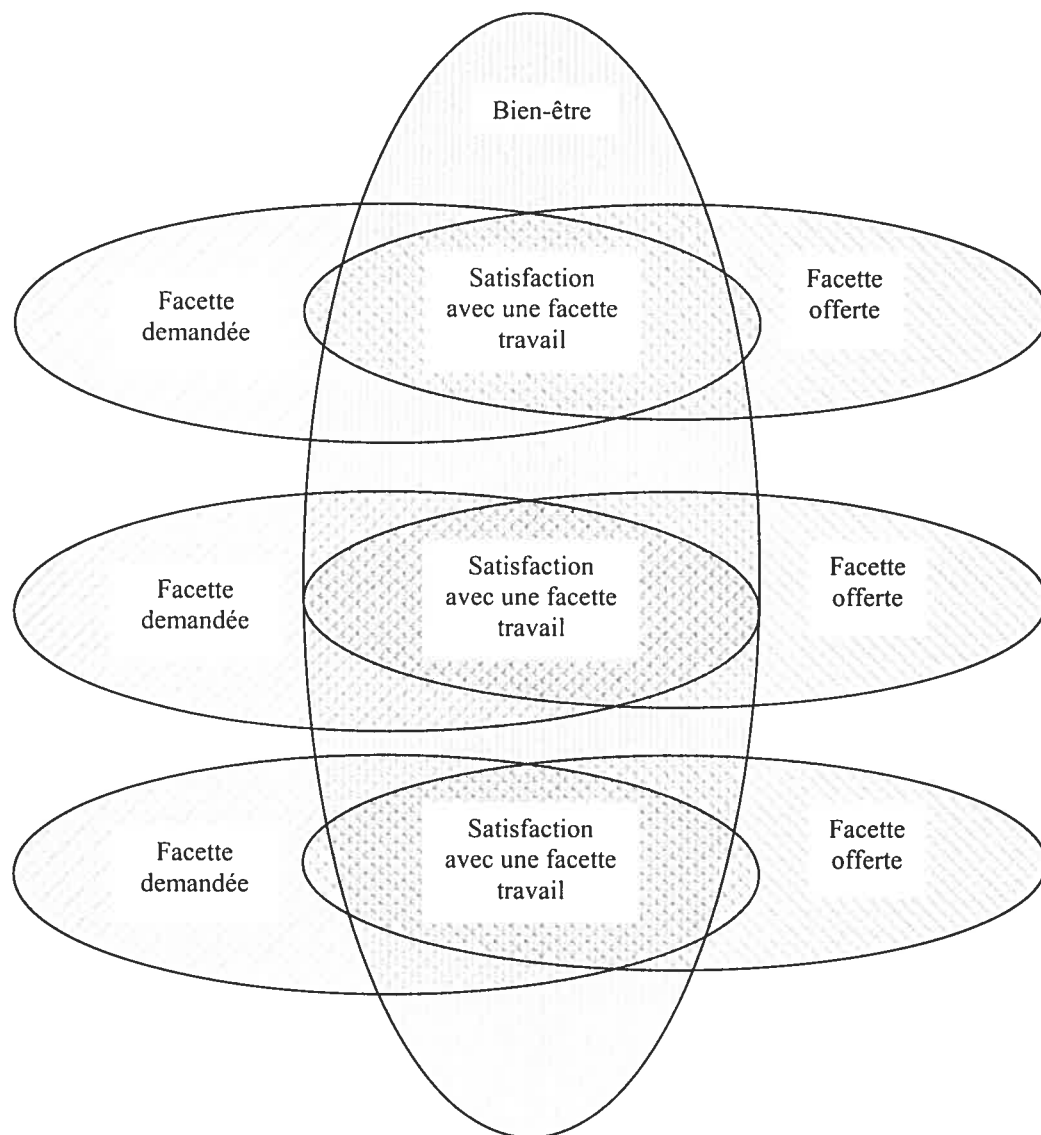 Bien-être
Facette
demandée
Satisfaction
avec une facette
travail
Facette
offerte
Facette
demandée
Satisfaction
avec une facette
travail
Facette
offerte
Facette
demandée
Satisfaction
avec une facette
travail
Facette
offerte